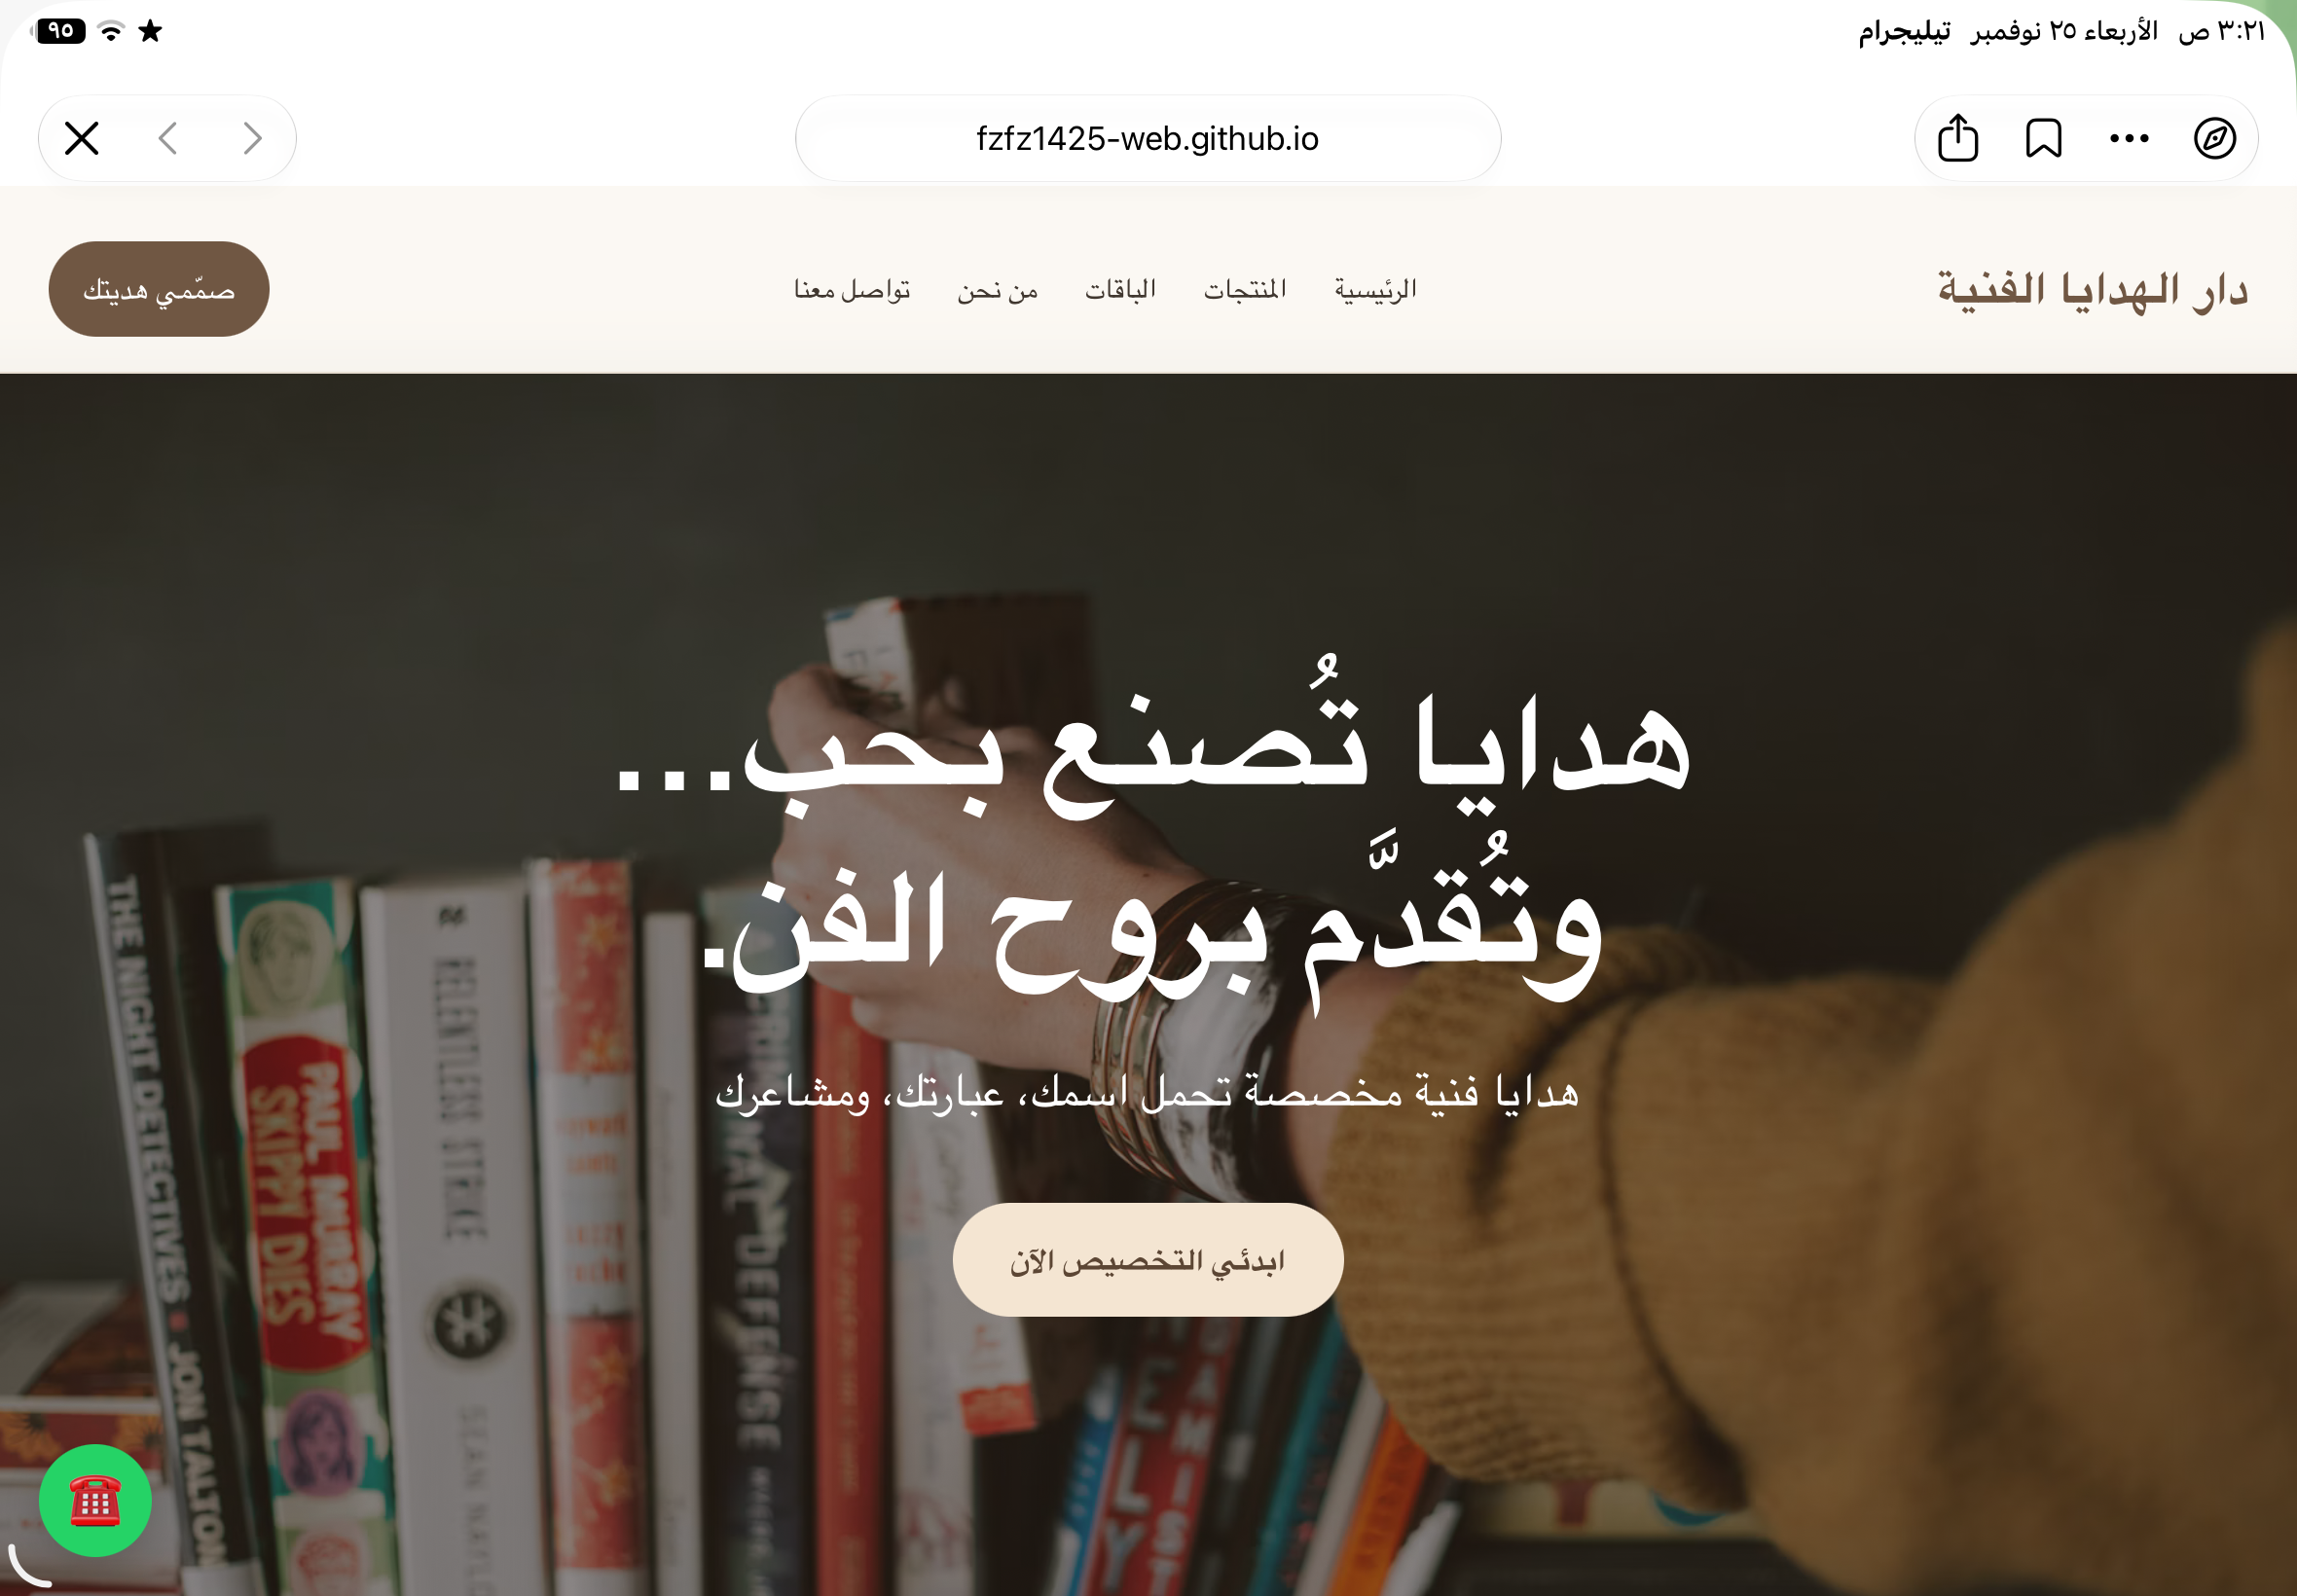 ٣:٢١ ص الأربعاء ٢٥ نوفمبر تيليجرام
٩٥
fzfz1425-web.github.io
دار الهدايا الفنية
الرئيسية المنتجات الباقات من نحن تواصل معنا
صمّمي هديتك
هدايا تُصنع بحب...
وتُقدَّم بروح الفن.
هدايا فنية مخصصة تحمل اسمك، عبارتك، ومشاعرك
ابدئي التخصيص الآن
THE NIGHT DETECTIVES JON TALTON
PAUL MURRAY
SKIPPY DIES
RELENTLESS STRIKE
SEAN
DEFENSE